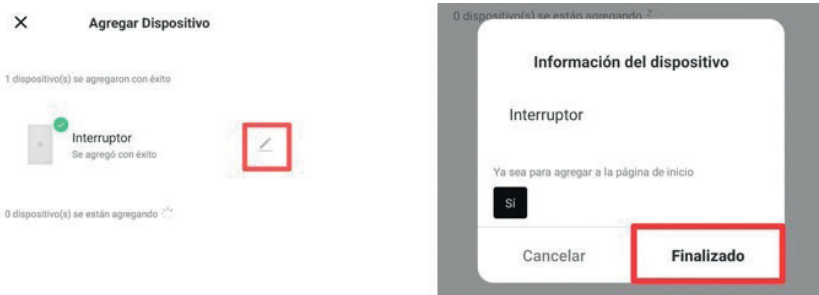 Agregar Dispositivo
1 dispositivo(s) se agregaron con éxito
Interruptor
Se agregó con éxito
0 dispositivo(s) se están agregando
0 dispositivo(s) se están agregando
Información del dispositivo
Interruptor
Ya sea para agregar a la página de inicio
Sí
Cancelar
Finalizado